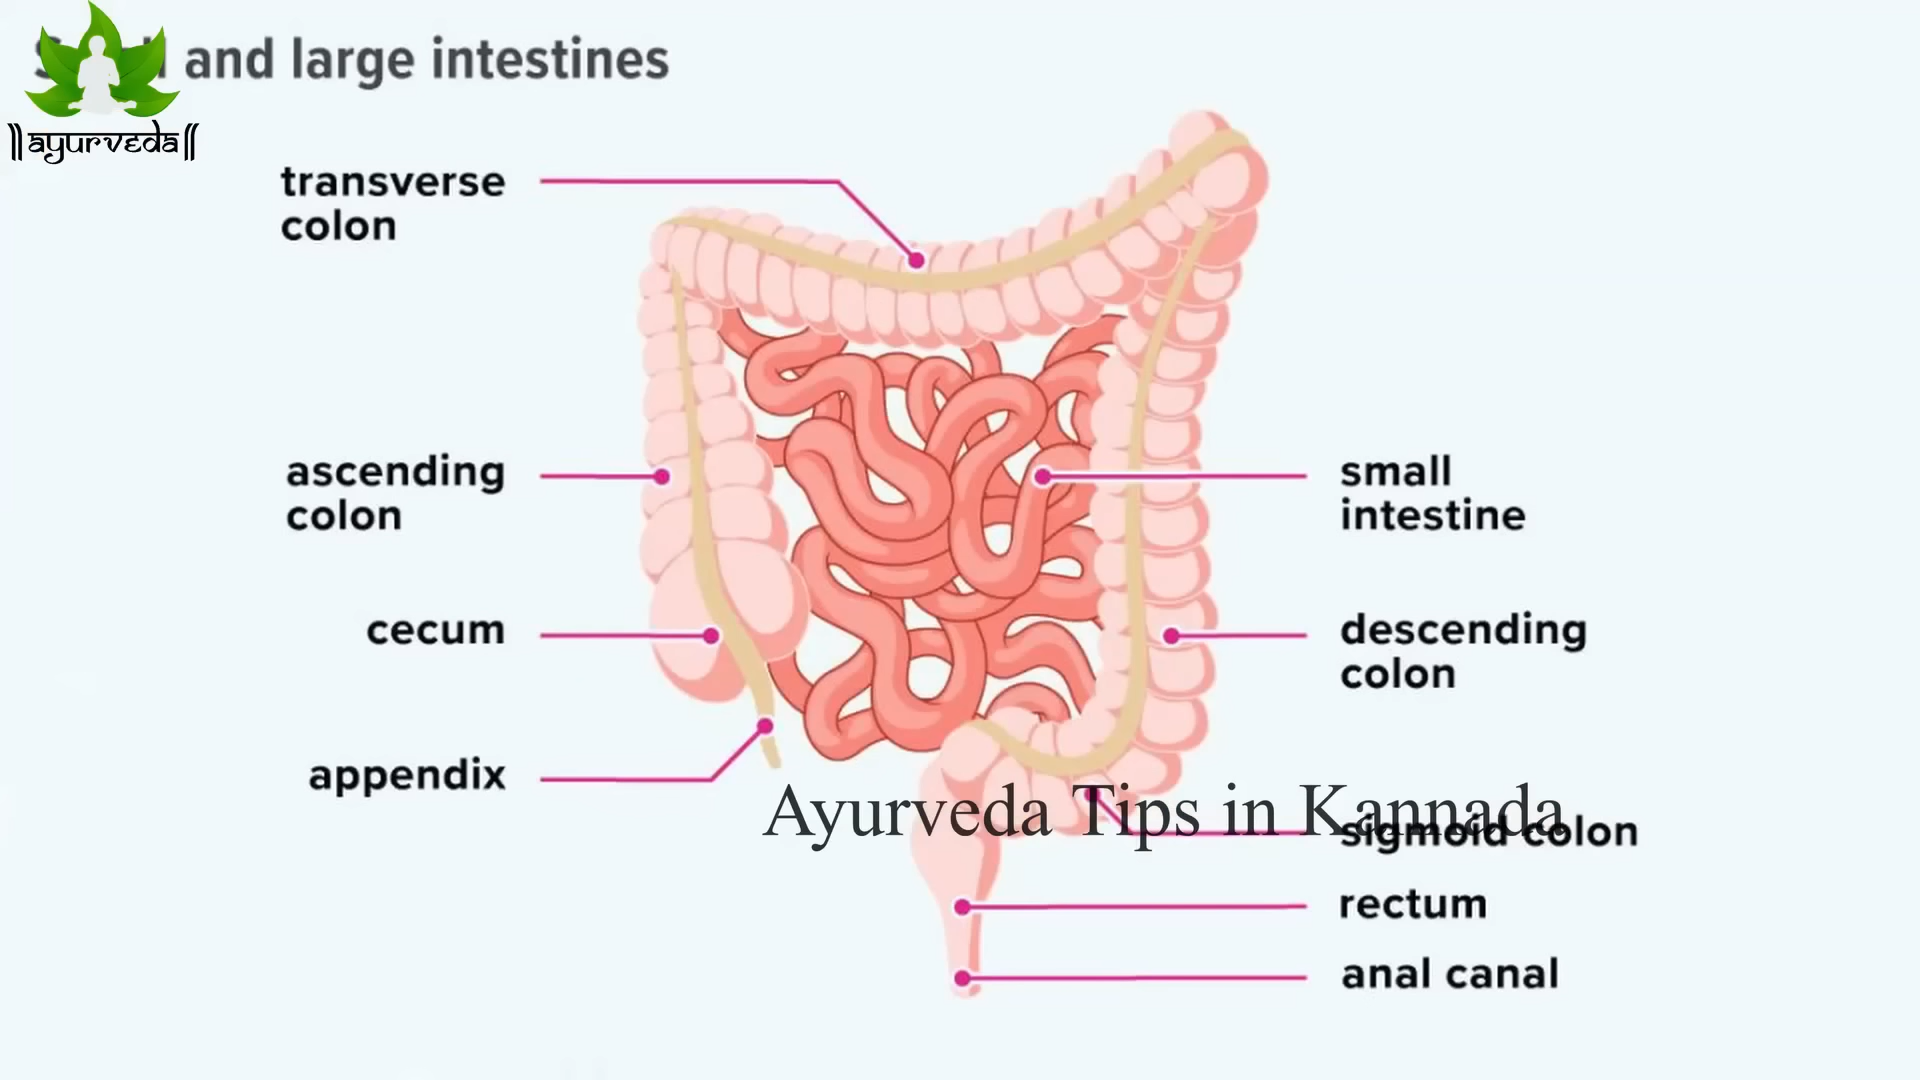 and large intestines
||ayurveda||
transverse
colon
ascending
colon
small
intestine
cecum
descending
colon
appendix
Ayurveda Tips in Kannada
sigmoid colon
rectum
anal canal